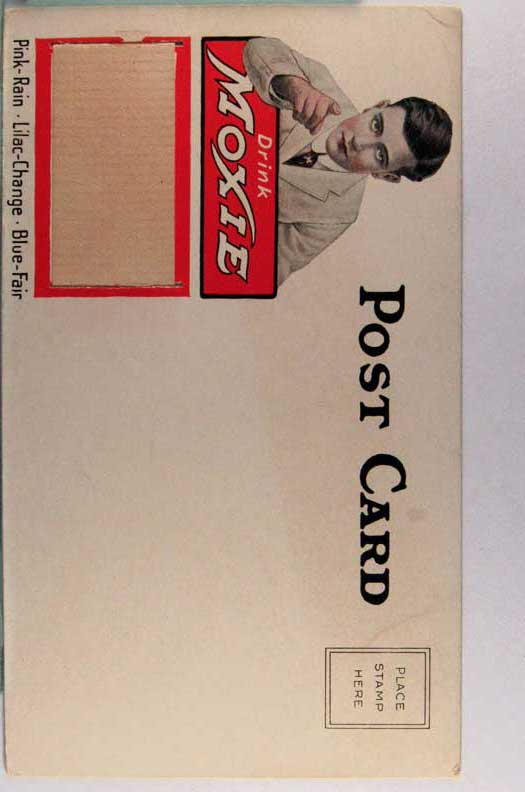 Drink
MOXIE
Pink-Rain · Lilac-Change · Blue-Fair
POST CARD
PLACE
STAMP
HERE